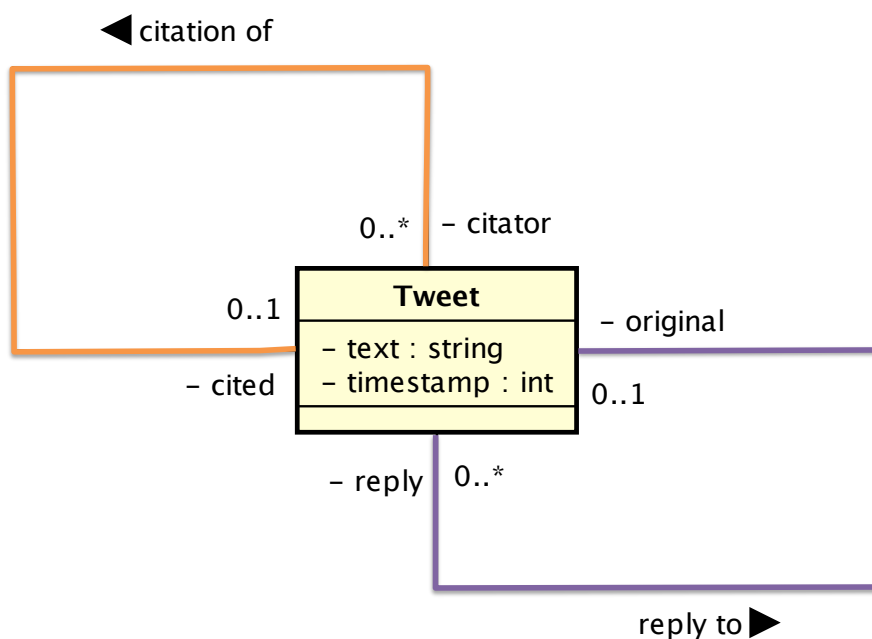 ◀ citation of
0..* – citator
Tweet
0..1
– original
– text : string
– timestamp : int
– cited
0..1
– reply
0..*
reply to ▶